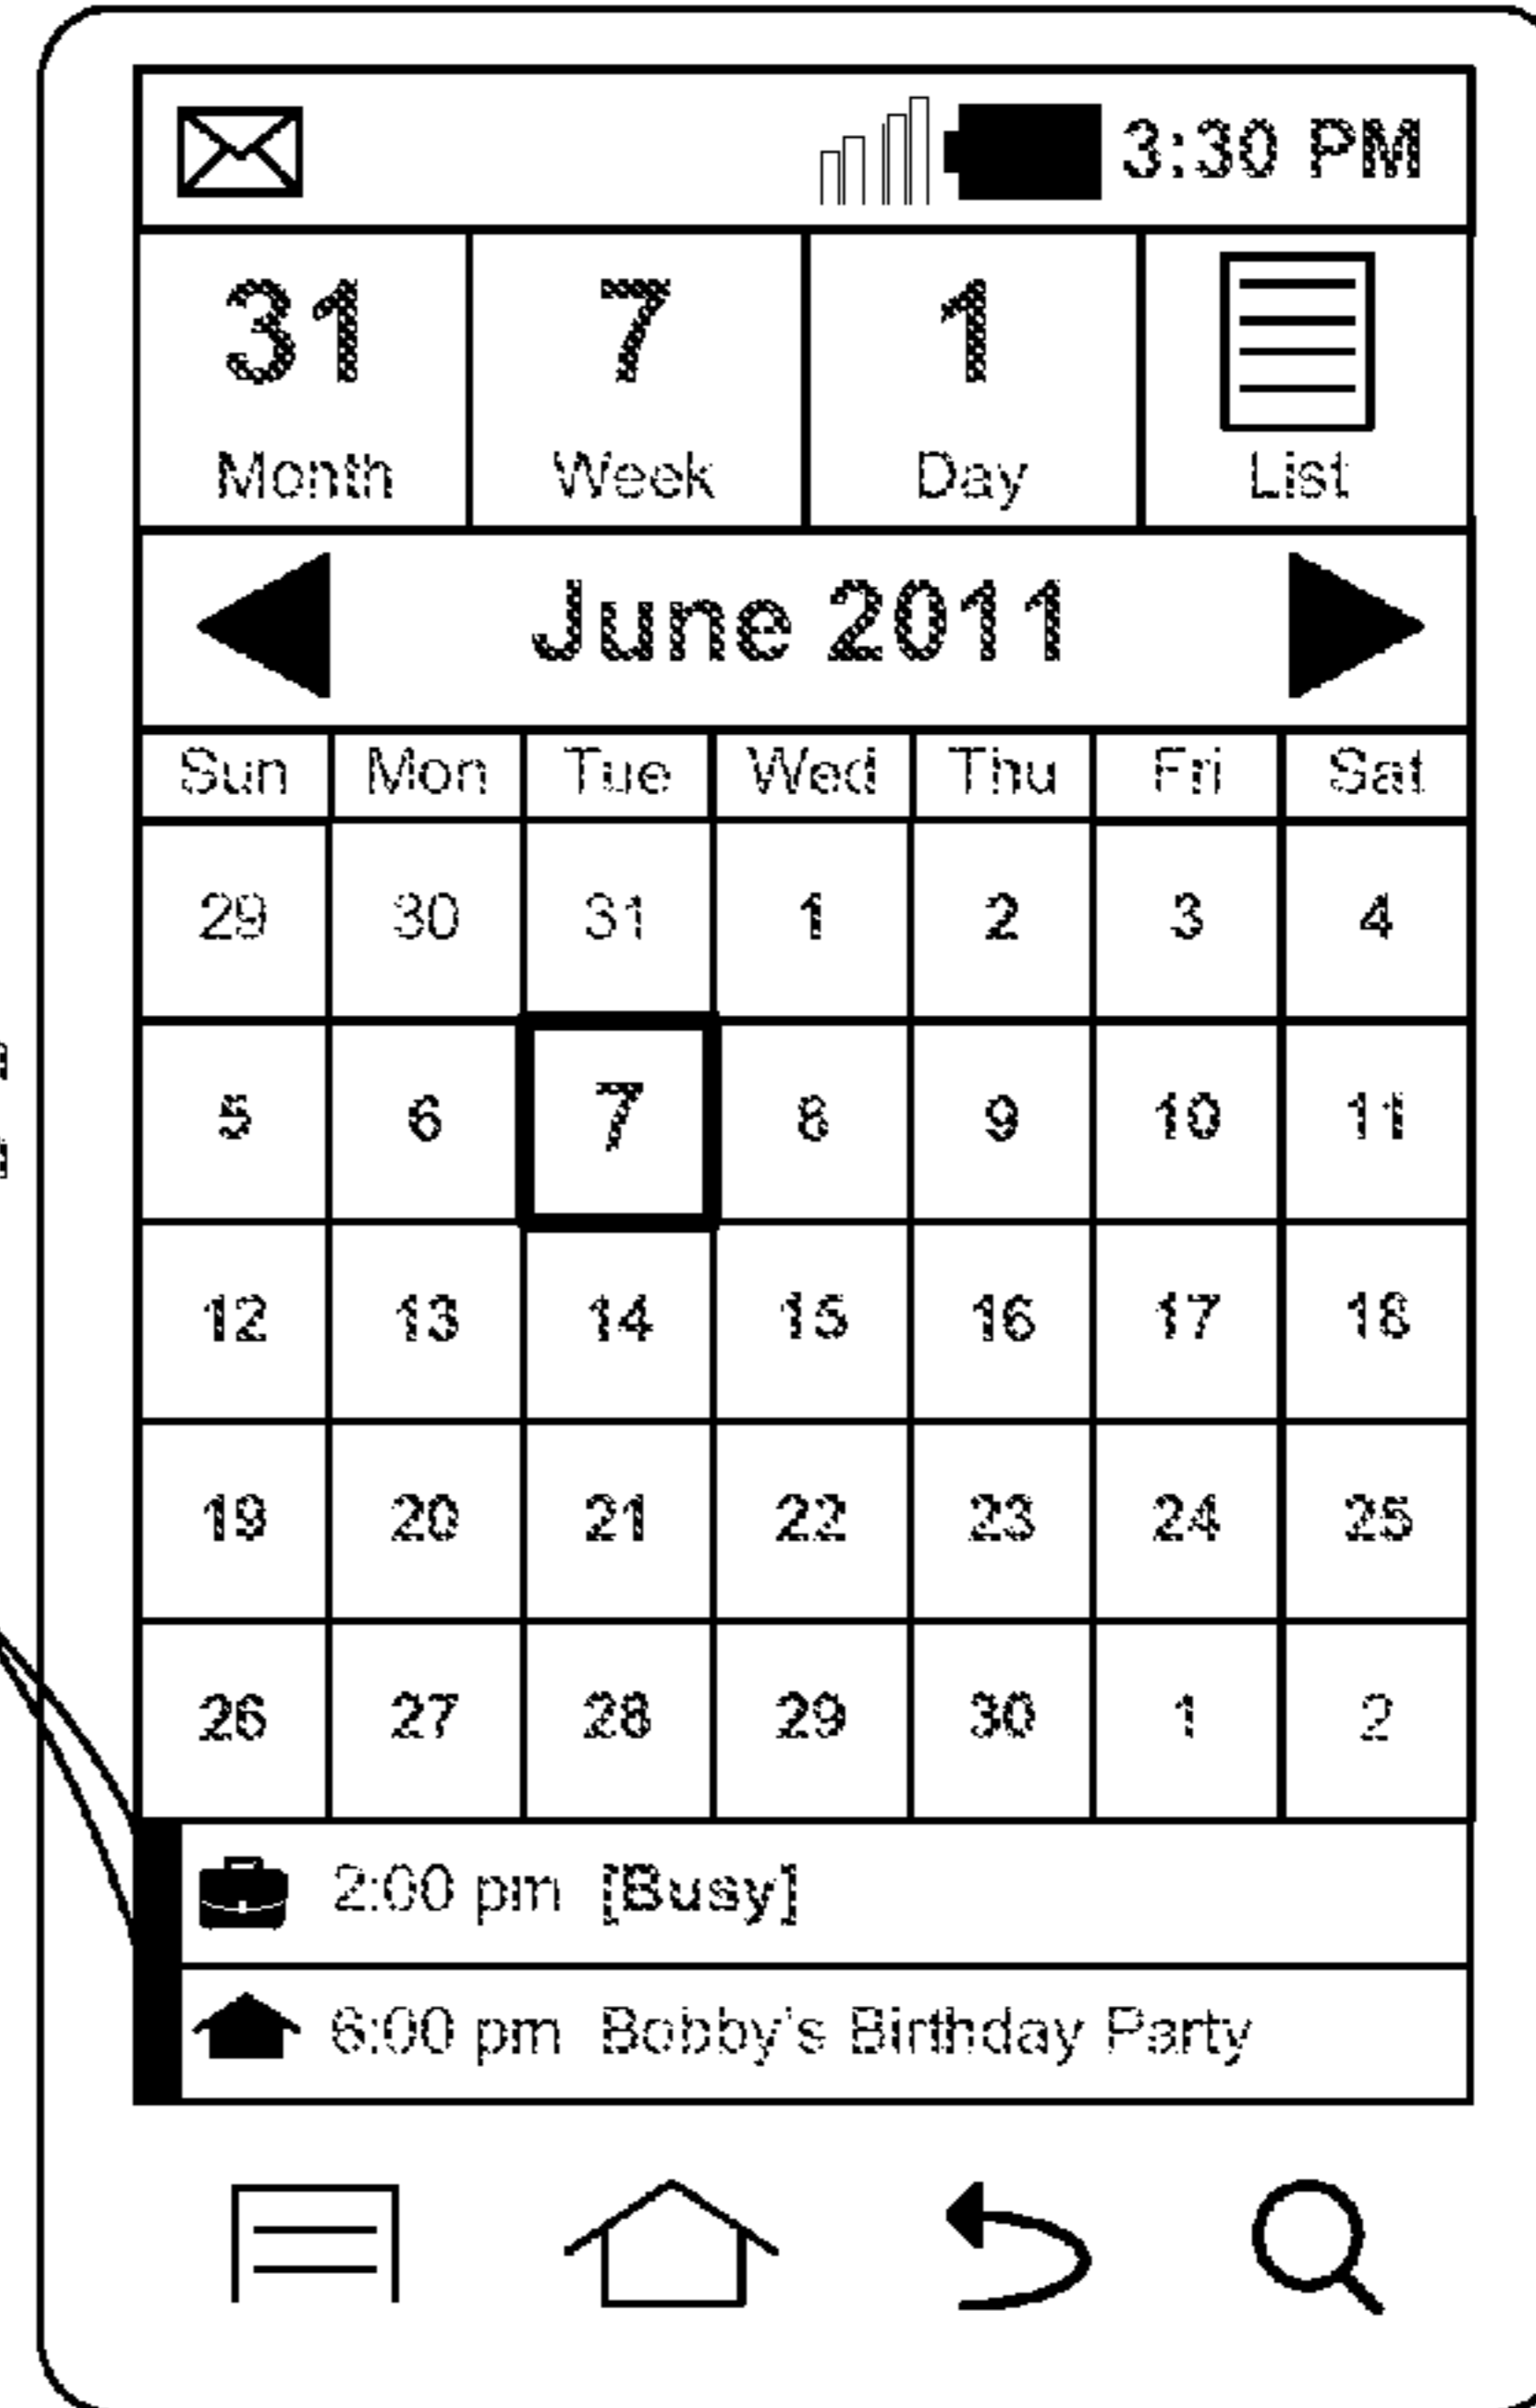 3:30 PM
31 7 1
Month Week Day List
June 2011
Sun Mon Tue Wed Thu Fri Sat
29 30 31 1 2 3 4
5 6 7 8 9 10 11
12 13 14 15 16 17 18
19 20 21 22 23 24 25
26 27 28 29 30 1 2
2:00 pm [Busy]
6:00 pm Bobby's Birthday Party